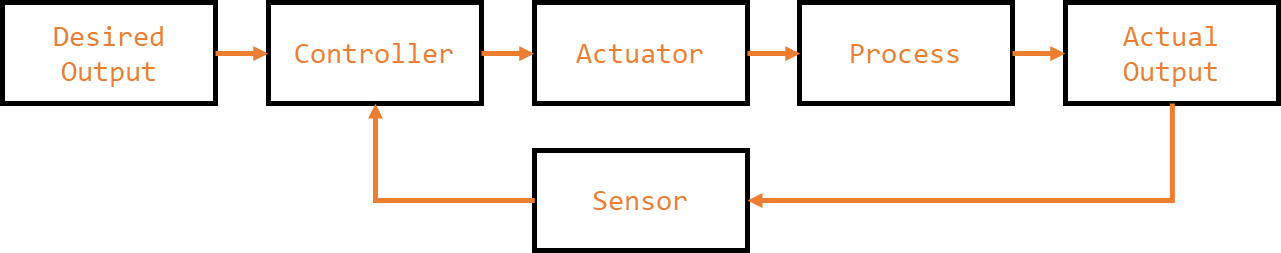 Desired
Output
Controller
Actuator
Process
Actual
Output
Sensor